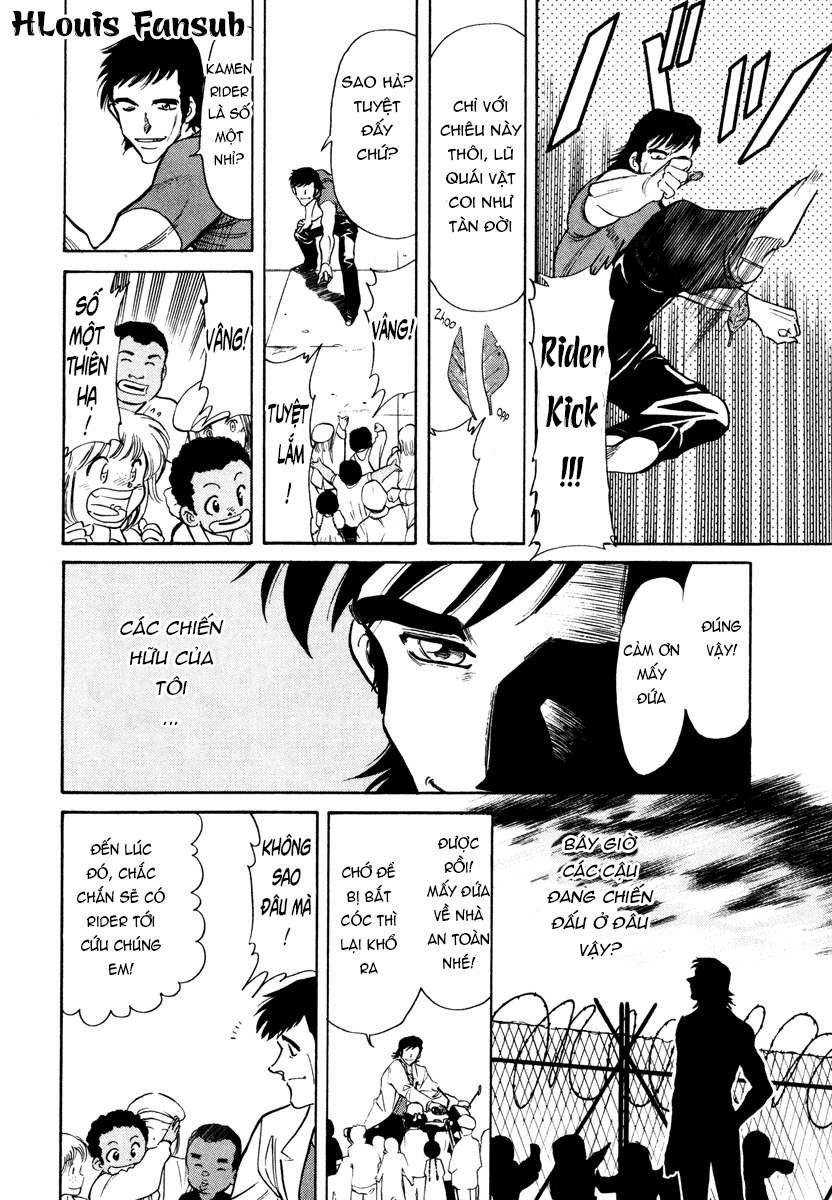 HLouis Fansub
Rider
Kick
!!!
CHỈ VỚI
CHIÊU NÀY
THÔI, LŨ
QUÁI VẬT
COI NHƯ
TÀN ĐỜI
SAO HẢ?
TUYỆT
ĐẤY
CHỨ?
VÂNG!
TUYỆT
LẮM
!
KAMEN
RIDER
LÀ SỐ
MỘT
NHỈ?
VÂNG!
SỐ
MỘT
THIÊN
HẠ
!
ĐÚNG
VẬY!
CẢM ƠN
MẤY
ĐỨA
CÁC CHIẾN
HỮU CỦA
TÔI
...
BÂY GIỜ
CÁC CẬU
ĐANG CHIẾN
ĐẤU Ở ĐÂU
VẬY?
ĐƯỢC
RỒI!
MẤY ĐỨA
VỀ NHÀ
AN TOÀN
NHÉ!
CHỚ ĐỂ
BỊ BẮT
CÓC THÌ
LẠI KHỔ
RA
KHÔNG
SAO
ĐÂU MÀ
!
ĐẾN LÚC
ĐÓ, CHẮC
CHẮN SẼ CÓ
RIDER TỚI
CỨU CHÚNG
EM!